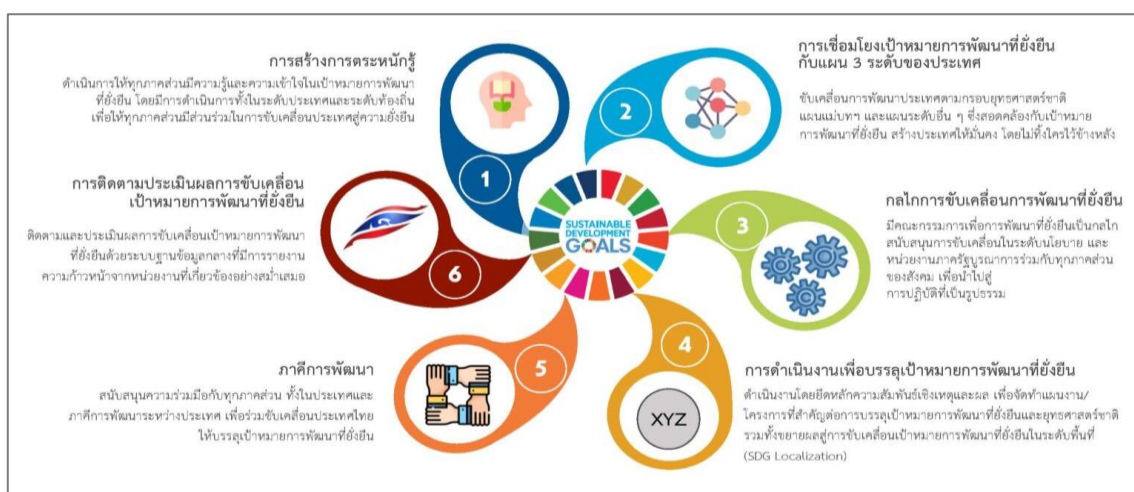 การสร้างการตระหนักรู้
ดำเนินการให้ทุกภาคส่วนมีความรู้และความเข้าใจในเป้าหมายการพัฒนา
ที่ยั่งยืน โดยมีการดำเนินการทั้งในระดับประเทศและระดับท้องถิ่น
เพื่อให้ทุกภาคส่วนมีส่วนร่วมในการขับเคลื่อนประเทศสู่ความยั่งยืน
1
การเชื่อมโยงเป้าหมายการพัฒนาที่ยั่งยืน
กับแผน 3 ระดับของประเทศ
ขับเคลื่อนการพัฒนาประเทศตามกรอบยุทธศาสตร์ชาติ
แผนแม่บทฯ และแผนระดับอื่น ๆ ซึ่งสอดคล้องกับเป้าหมาย
การพัฒนาที่ยั่งยืน สร้างประเทศให้มั่นคง โดยไม่ทิ้งใครไว้ข้างหลัง
2
กลไกการขับเคลื่อนการพัฒนาที่ยั่งยืน
มีคณะกรรมการเพื่อการพัฒนาที่ยั่งยืนเป็นกลไก
สนับสนุนการขับเคลื่อนในระดับนโยบาย และ
หน่วยงานภาครัฐบูรณาการร่วมกับทุกภาคส่วน
ของสังคม เพื่อนำไปสู่
การปฏิบัติที่เป็นรูปธรรม
3
การดำเนินงานเพื่อบรรลุเป้าหมายการพัฒนาที่ยั่งยืน
ดำเนินงานโดยยึดหลักความสัมพันธ์เชิงเหตุและผล เพื่อจัดทำแผนงาน/
โครงการที่สำคัญต่อการบรรลุเป้าหมายการพัฒนาที่ยั่งยืนและยุทธศาสตร์ชาติ
รวมทั้งขยายผลสู่การขับเคลื่อนเป้าหมายการพัฒนาที่ยั่งยืนในระดับพื้นที่
(SDG Localization)
4
XYZ
ภาคีการพัฒนา
สนับสนุนความร่วมมือกับทุกภาคส่วน ทั้งในประเทศและ
ภาคีการพัฒนาระหว่างประเทศ เพื่อร่วมขับเคลื่อนประเทศไทย
ให้บรรลุเป้าหมายการพัฒนาที่ยั่งยืน
5
การติดตามประเมินผลการขับเคลื่อน
เป้าหมายการพัฒนาที่ยั่งยืน
ติดตามและประเมินผลการขับเคลื่อนเป้าหมายการพัฒนา
ที่ยั่งยืนด้วยระบบฐานข้อมูลกลางที่มีการรายงาน
ความก้าวหน้าจากหน่วยงานที่เกี่ยวข้องอย่างสม่ำเสมอ
6
SUSTAINABLE
DEVELOPMENT
GOALS